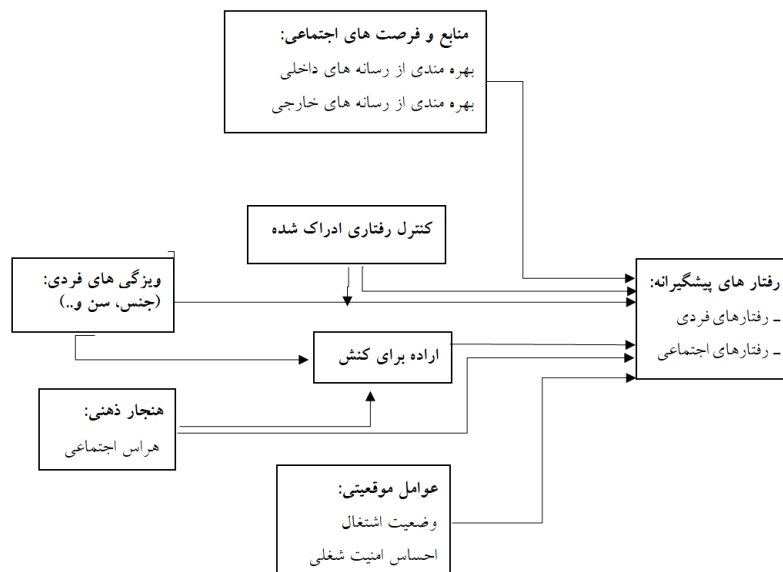 منابع و فرصت های اجتماعی:
بهره مندی از رسانه های داخلی
بهره مندی از رسانه های خارجی
کنترل رفتاری ادراک شده
ویزگی های فردی:
(جنس، سن و..)
رفتار های پیشگیرانه:
ـ رفتارهای فردی
ـ رفتارهای اجتماعی
اراده برای کنش
هنجار ذهنی:
هراس اجتماعی
عوامل موقعیتی:
وضعیت اشتغال
احساس امنیت شغلی